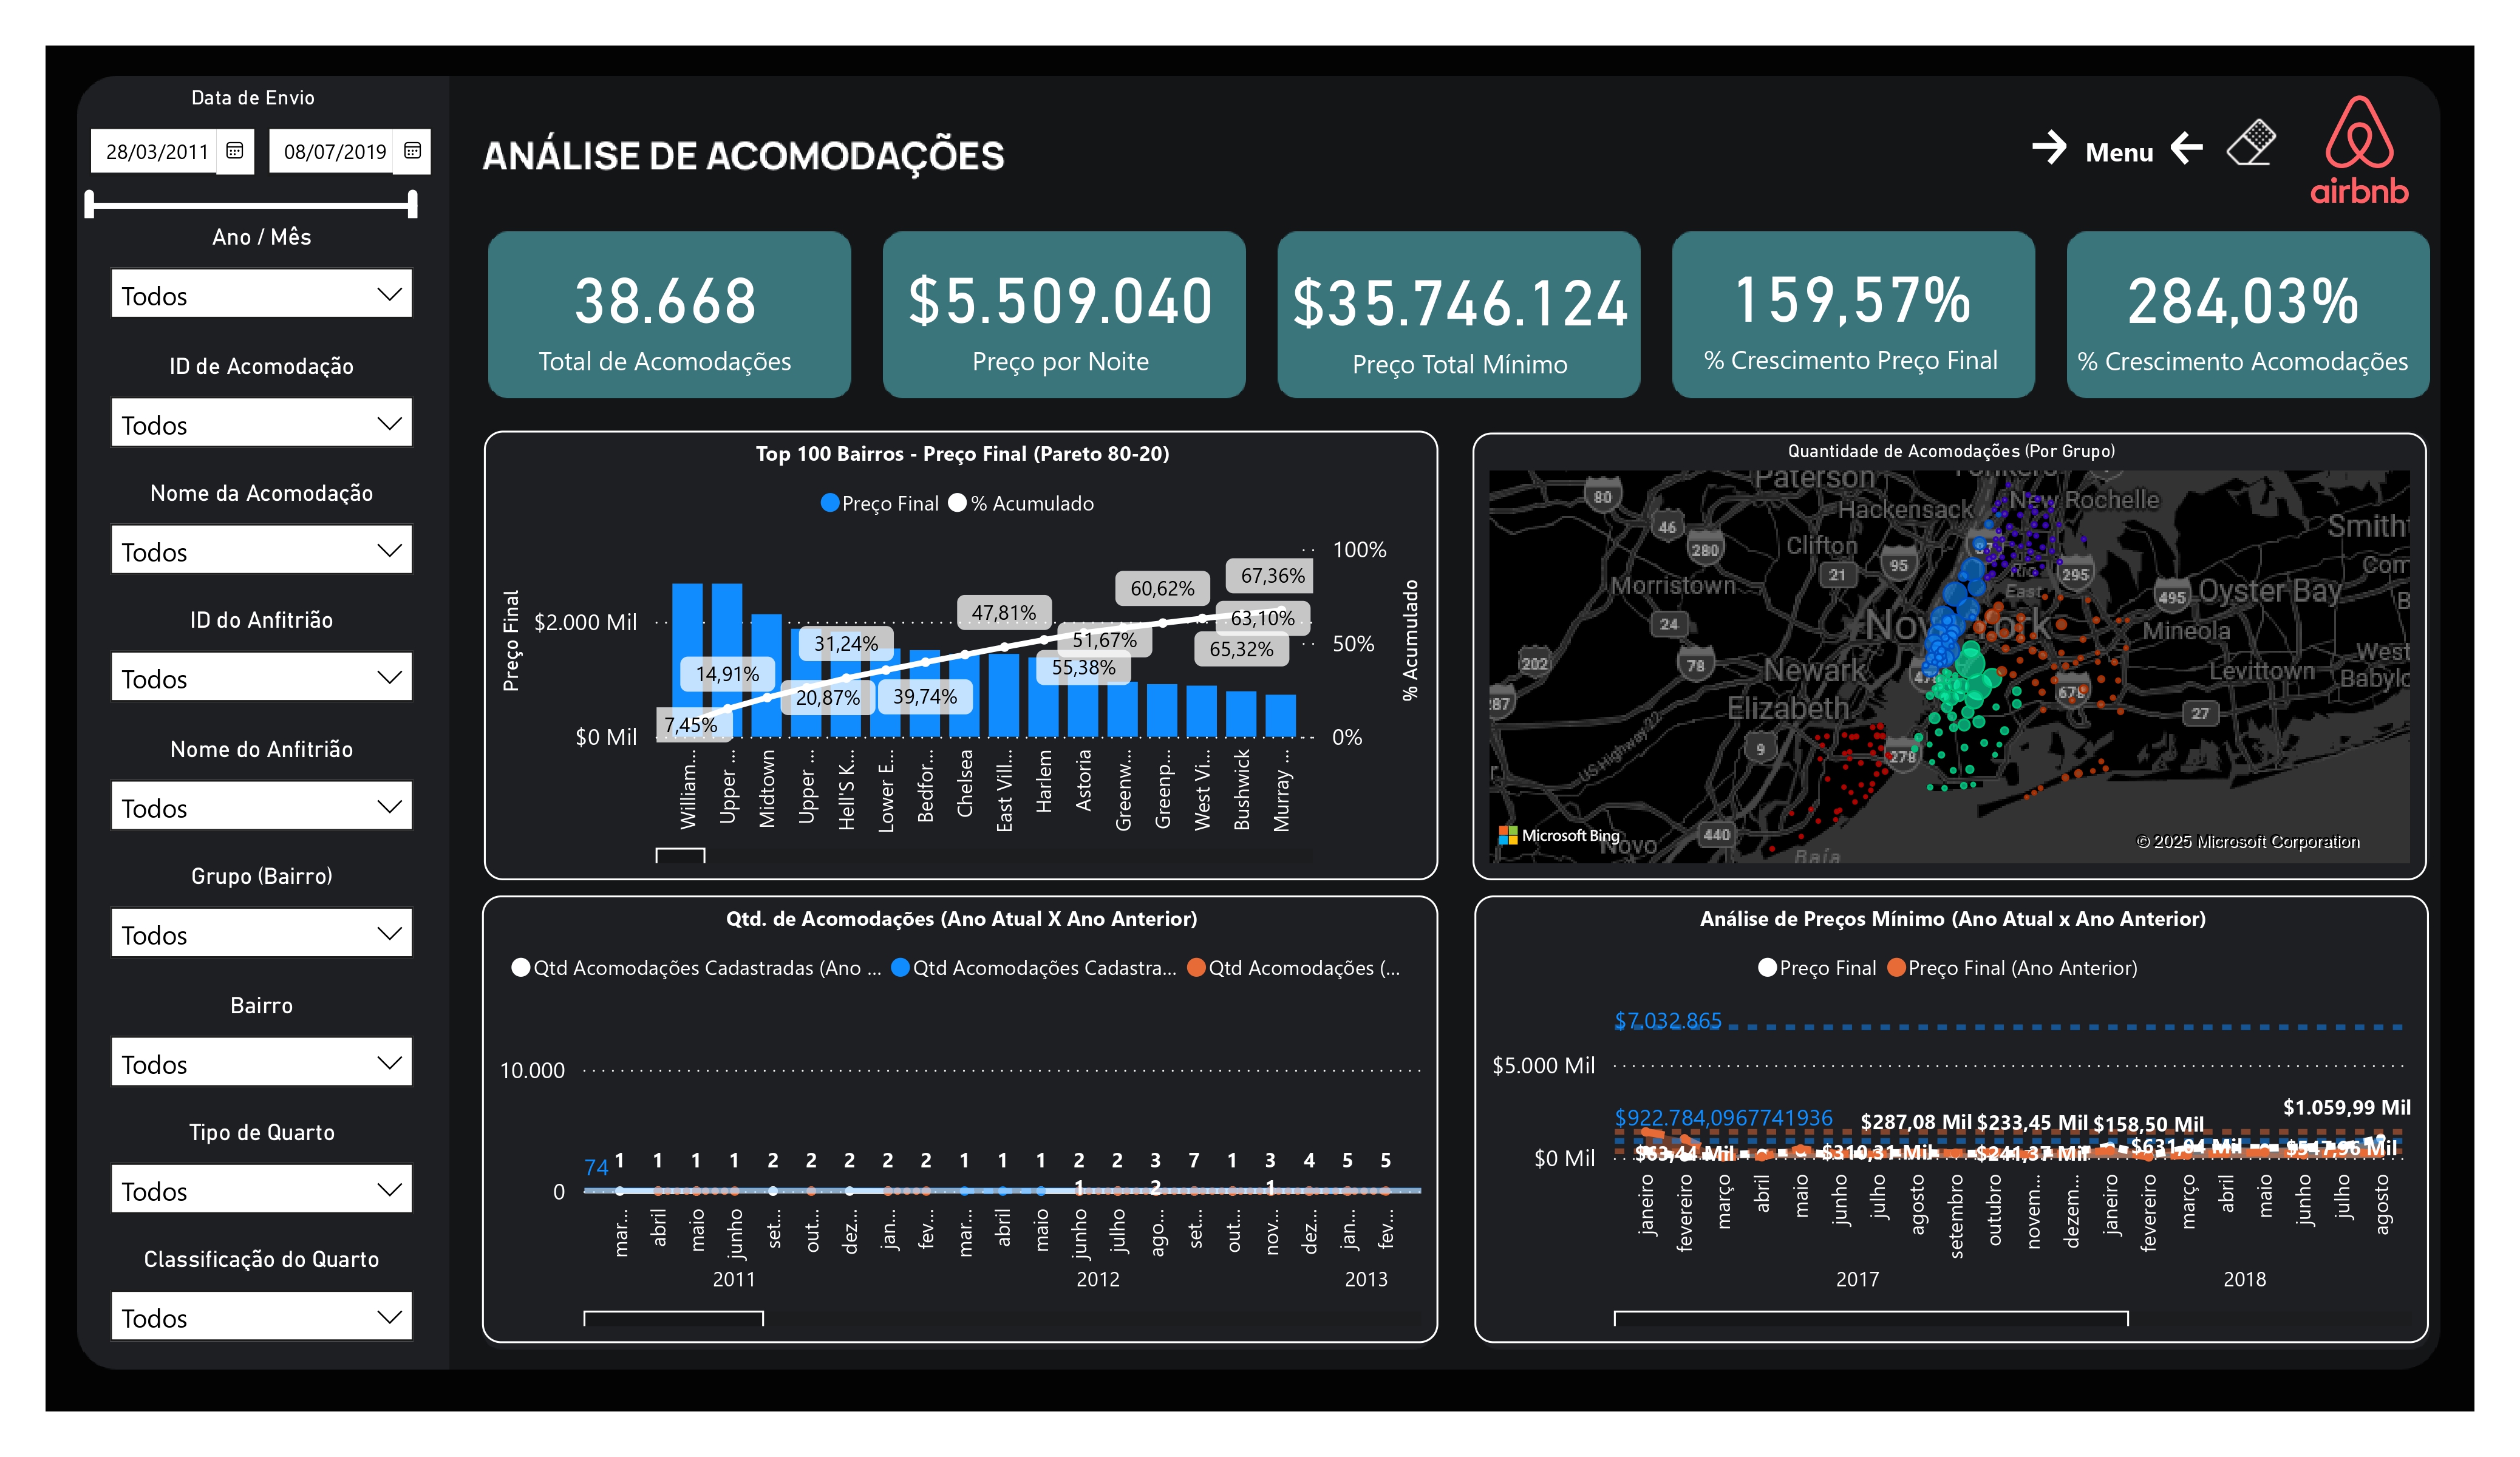 Data de Envio
28/03/2011
08/07/2019
Ano / Mês
Todos
ID de Acomodação
Todos
Nome da Acomodação
Todos
ID do Anfitrião
Todos
Nome do Anfitrião
Todos
Grupo (Bairro)
Todos
Bairro
Todos
Tipo de Quarto
Todos
Classificação do Quarto
Todos
ANÁLISE DE ACOMODAÇÕES
Menu
airbnb
38.668
Total de Acomodações
$5.509.040
Preço por Noite
$35.746.124
Preço Total Mínimo
159,57%
% Crescimento Preço Final
284,03%
% Crescimento Acomodações
Top 100 Bairros - Preço Final (Pareto 80-20)
Preço Final
% Acumulado
Preço Final
$2.000 Mil
$0 Mil
7,45%
14,91%
20,87%
31,24%
39,74%
47,81%
51,67%
55,38%
60,62%
63,10%
65,32%
67,36%
100%
50%
0%
% Acumulado
William...
Upper ...
Midtown
Upper ...
Hell'S K...
Lower E...
Bedfor...
Chelsea
East Vill...
Harlem
Astoria
Greenw...
Greenp...
West Vi...
Bushwick
Murray ...
Quantidade de Acomodações (Por Grupo)
Paterson
New Rochelle
Hackensack
Smitht
Clifton
Com
Morristown
Oyster Bay
East
Mineola
West
Newark
Levittown
Babylo
Elizabeth
US Highway 22
Novo
Baía
80
46
280
95
21
295
495
24
202
78
678
287
27
9
278
440
Microsoft Bing
© 2025 Microsoft Corporation
Qtd. de Acomodações (Ano Atual X Ano Anterior)
Qtd Acomodações Cadastradas (Ano ...
Qtd Acomodações Cadastra...
Qtd Acomodações (...
10.000
0
74
1 1 1 1 2 2 2 2 2 1 1 1 2 2 3 7 1 3 4 5 5
1 2 1
mar...
abril
maio
junho
set...
out...
dez...
jan...
fev...
mar...
abril
maio
junho
julho
ago...
set...
out...
nov...
dez...
jan...
fev...
2011
2012
2013
Análise de Preços Mínimo (Ano Atual x Ano Anterior)
Preço Final
Preço Final (Ano Anterior)
$7.032.865
$5.000 Mil
$922.784,0967741936
$0 Mil
$287,08 Mil
$233,45 Mil
$158,50 Mil
$1.059,99 Mil
$63,44 Mil
$310,31 Mil
$241,37 Mil
$631,04 Mil
$547,96 Mil
janeiro
fevereiro
março
abril
maio
junho
julho
agosto
setembro
outubro
novem...
dezem...
janeiro
fevereiro
março
abril
maio
junho
julho
agosto
2017
2018